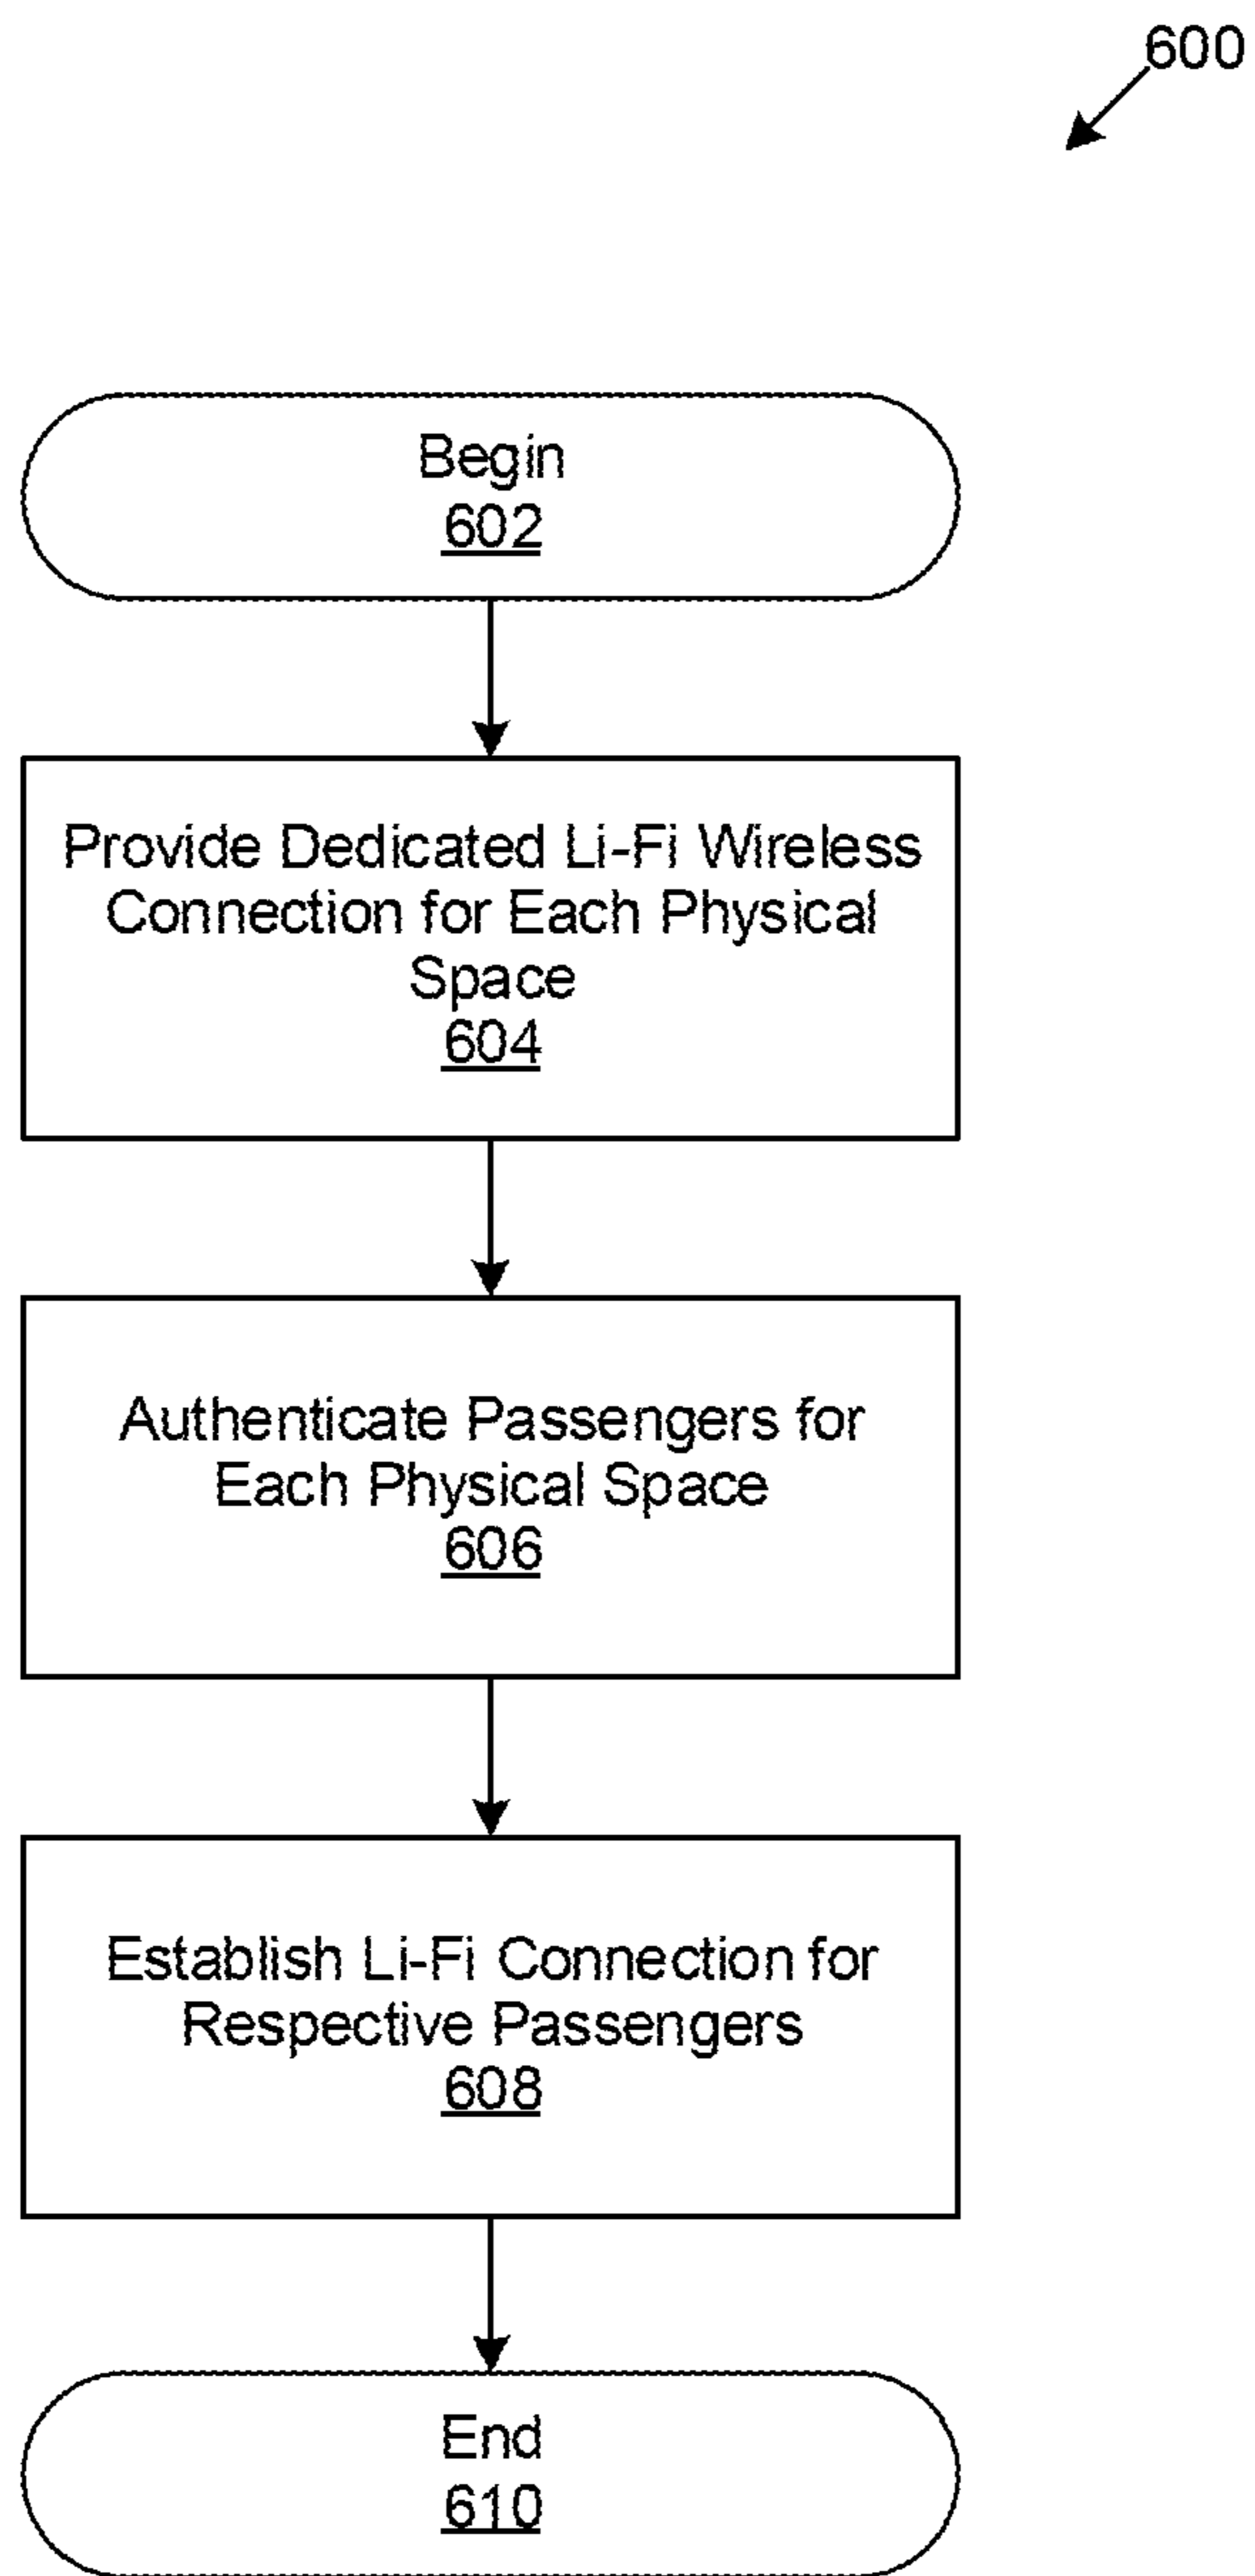 600
Begin
602
Provide Dedicated Li-Fi Wireless
Connection for Each Physical
Space
604
Authenticate Passengers for
Each Physical Space
606
Establish Li-Fi Connection for
Respective Passengers
608
End
610